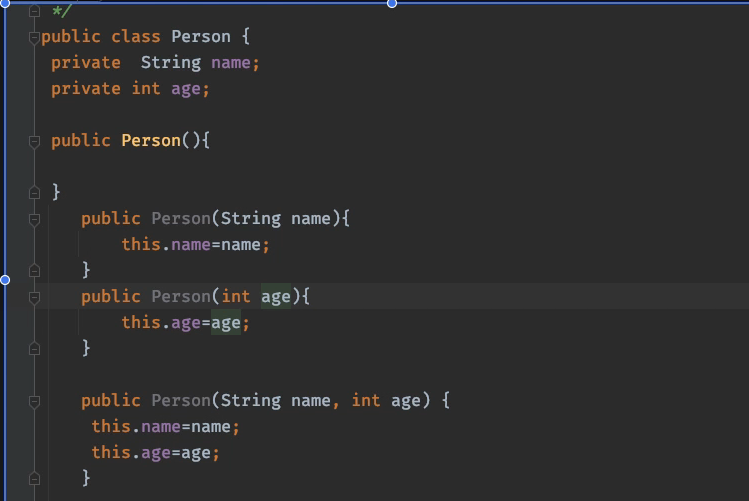 */
public class Person {
private  String name;
private int age;
public Person(){
}
public Person(String name){
this.name=name;
}
public Person(int age){
this.age=age;
}
public Person(String name, int age) {
this.name=name;
this.age=age;
}